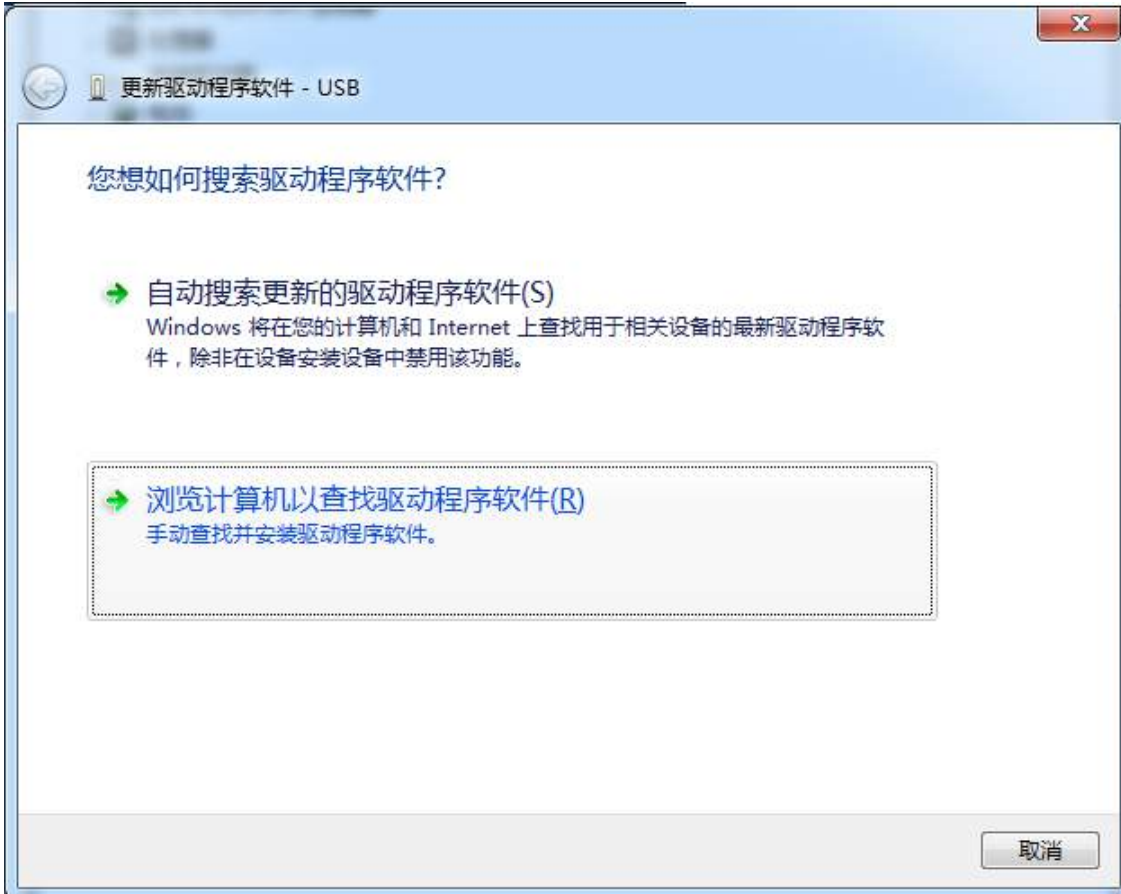 更新驱动程序软件 - USB
您想如何搜索驱动程序软件?
自动搜索更新的驱动程序软件(S)
Windows 将在您的计算机和 Internet 上查找用于相关设备的最新驱动程序软
件，除非在设备安装设备中禁用该功能。
浏览计算机以查找驱动程序软件(R)
手动查找并安装驱动程序软件。
取消